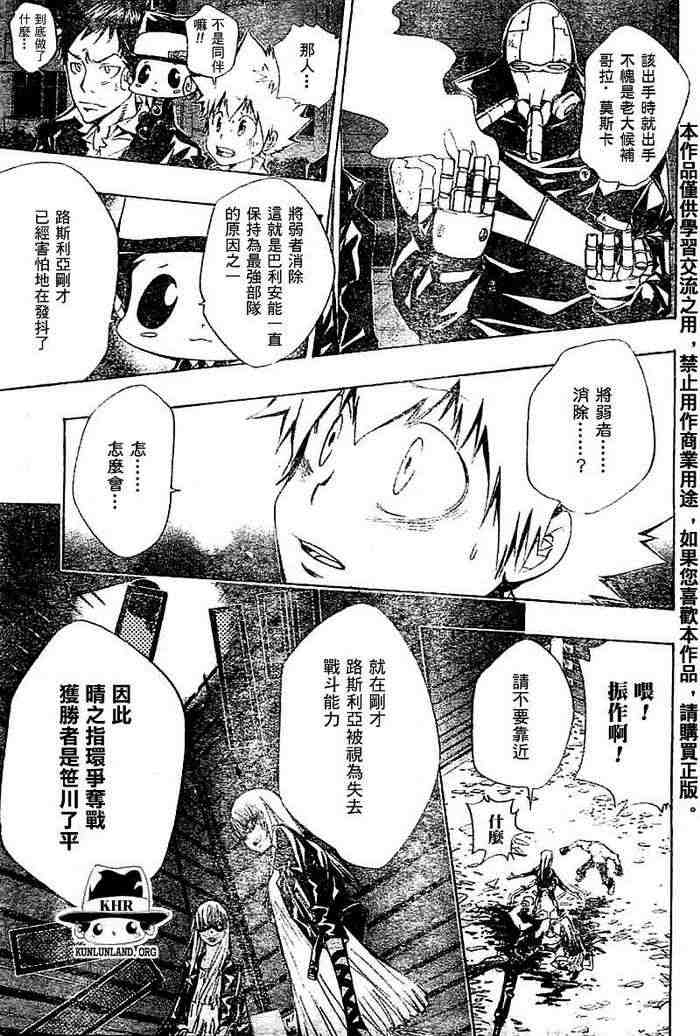 該出手時就出手
不愧是老大候補
哥拉．莫斯卡
那人…
不是同伴
嘛!!
到底做了
什麼…
將弱者消除
這就是巴利安能一直
保持為最強部隊
的原因之一
路斯利亞剛才
已經害怕地在發抖了
將弱者……
消除……？
怎……
怎麼會…
喂！
振作啊！
請不要靠近
什麼
就在剛才
路斯利亞被視為失去
戰斗能力
因此
晴之指環爭奪戰
獲勝者是笹川了平
KHR
KUNLUNLAND.ORG
本作品僅供學習交流之用，禁止用作商業用途，如果您喜歡本作品，請購買正版。